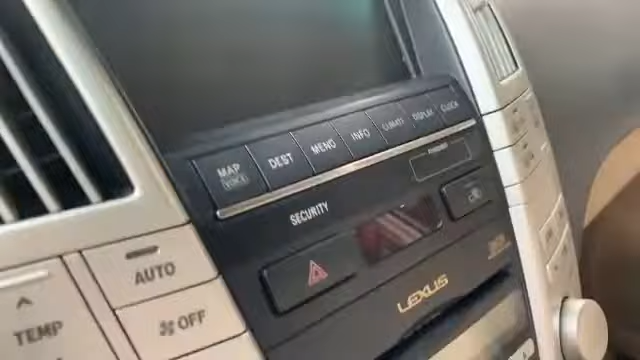 MAP
VOICE
DEST
MENU
INFO
CLIMATE
DISPLAY
CLOCK
SECURITY
AUTO
OFF
TEMP
LEXUS